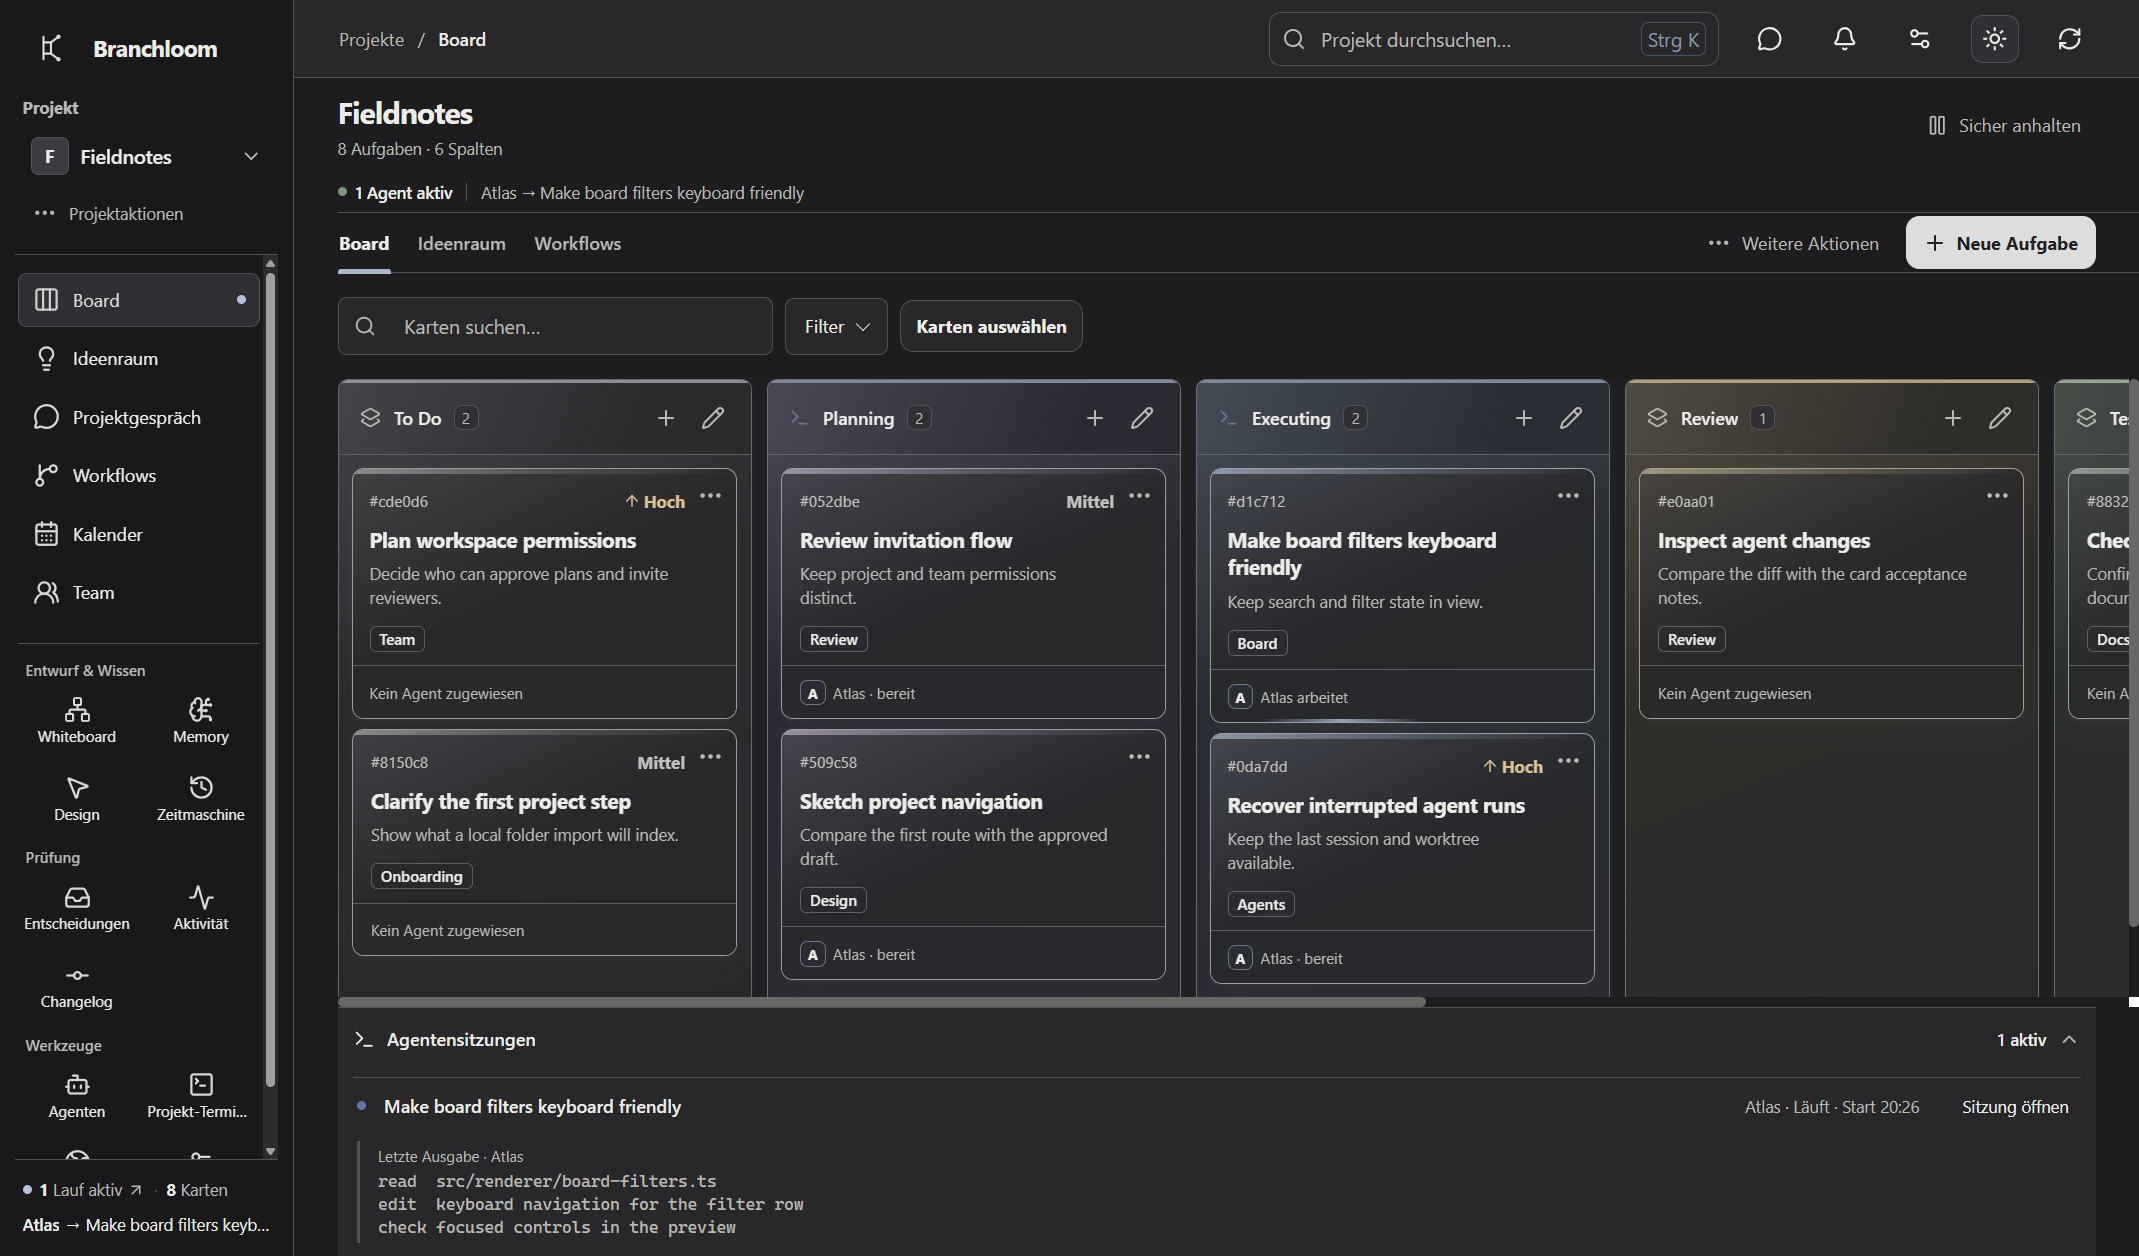 Branchloom
Projekt
F Fieldnotes
Projektaktionen
Board
Ideenraum
Projektgespräch
Workflows
Kalender
Team
Entwurf & Wissen
Whiteboard Memory
Design Zeitmaschine
Prüfung
Entscheidungen Aktivität
Changelog
Werkzeuge
Agenten Projekt-Termi...
1 Lauf aktiv ↗ · 8 Karten
Atlas → Make board filters keyb...
Projekte / Board
Projekt durchsuchen... Strg K
Fieldnotes
8 Aufgaben · 6 Spalten
Sicher anhalten
1 Agent aktiv Atlas → Make board filters keyboard friendly
Board Ideenraum Workflows
Weitere Aktionen
+ Neue Aufgabe
Karten suchen...
Filter
Karten auswählen
To Do 2
#cde0d6 ↑ Hoch
Plan workspace permissions
Decide who can approve plans and invite
reviewers.
Team
Kein Agent zugewiesen
#8150c8 Mittel
Clarify the first project step
Show what a local folder import will index.
Onboarding
Kein Agent zugewiesen
Planning 2
#052dbe Mittel
Review invitation flow
Keep project and team permissions
distinct.
Review
A Atlas · bereit
#509c58
Sketch project navigation
Compare the first route with the approved
draft.
Design
A Atlas · bereit
Executing 2
#d1c712
Make board filters keyboard
friendly
Keep search and filter state in view.
Board
A Atlas arbeitet
#0da7dd ↑ Hoch
Recover interrupted agent runs
Keep the last session and worktree
available.
Agents
A Atlas · bereit
Review 1
#e0aa01
Inspect agent changes
Compare the diff with the card acceptance
notes.
Review
Kein Agent zugewiesen
Te
#8832
Chec
Confi
docu
Docs
Kein A
Agentensitzungen
1 aktiv
Make board filters keyboard friendly
Atlas · Läuft · Start 20:26 Sitzung öffnen
Letzte Ausgabe · Atlas
read src/renderer/board-filters.ts
edit keyboard navigation for the filter row
check focused controls in the preview